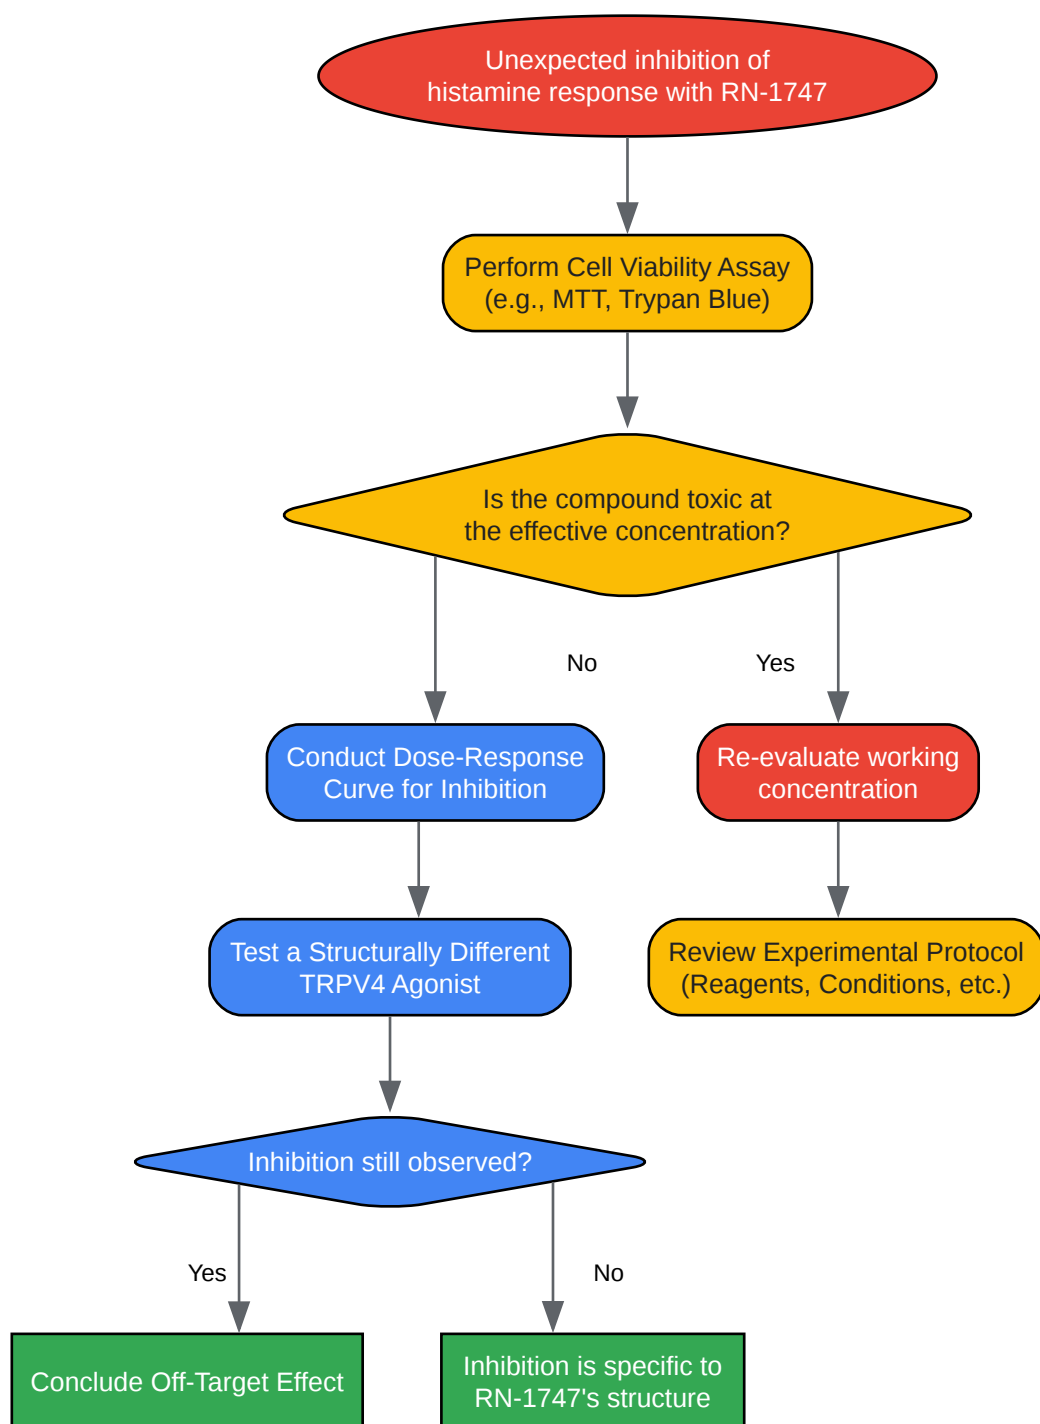 Unexpected inhibition of
histamine response with RN-1747
Perform Cell Viability Assay
(e.g., MTT, Trypan Blue)
Is the compound toxic at
the effective concentration?
No
Yes
Conduct Dose-Response
Curve for Inhibition
Re-evaluate working
concentration
Test a Structurally Different
TRPV4 Agonist
Review Experimental Protocol
(Reagents, Conditions, etc.)
Inhibition still observed?
Yes
No
Conclude Off-Target Effect
Inhibition is specific to
RN-1747's structure